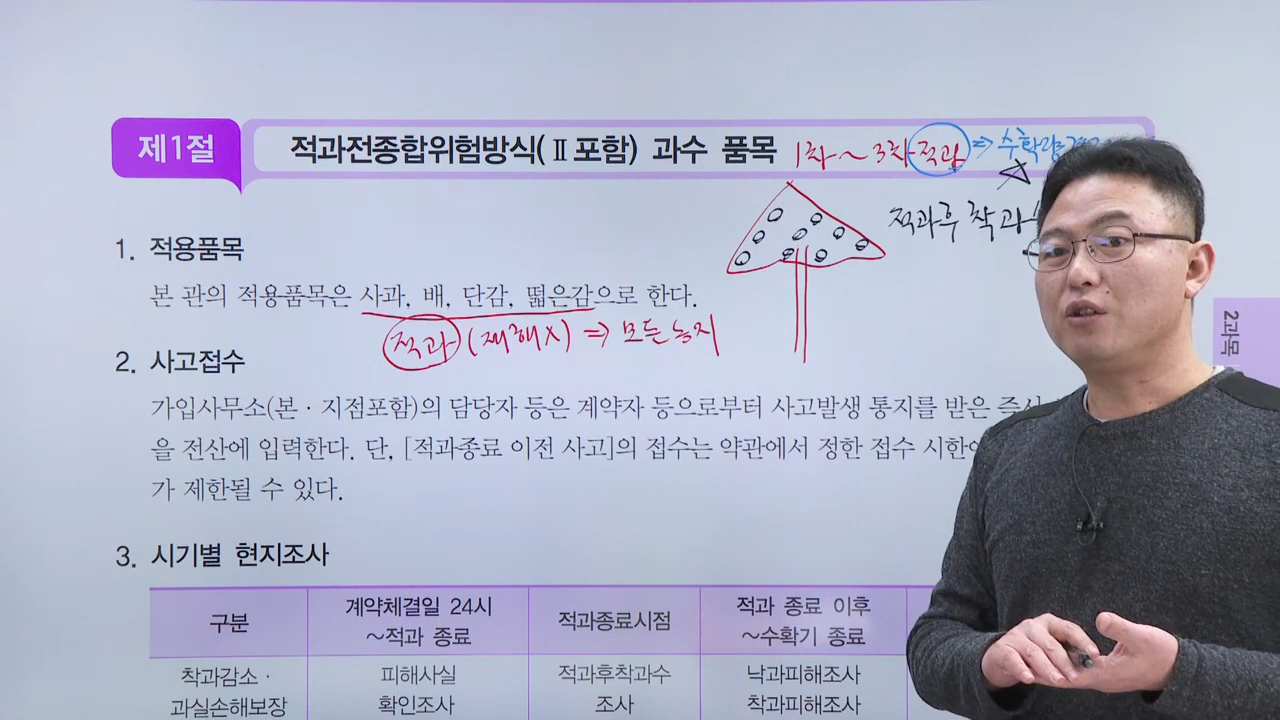 제1절 적과전종합위험방식(Ⅱ포함) 과수 품목 1차~3차 적과 ⇒ 수확량
적과후 착과
1. 적용품목
본 관의 적용품목은 사과, 배, 단감, 떫은감으로 한다.
적과 (재해X) ⇒ 모든 농지
2. 사고접수
가입사무소(본·지점포함)의 담당자 등은 계약자 등으로부터 사고발생 통지를 받은 즉시
을 전산에 입력한다. 단, [적과종료 이전 사고]의 접수는 약관에서 정한 접수 시한에
가 제한될 수 있다.
3. 시기별 현지조사
구분 계약체결일 24시 ~적과 종료 적과종료시점 적과 종료 이후 ~수확기 종료
착과감소· 과실손해보장 피해사실 확인조사 적과후착과수 조사 낙과피해조사 착과피해조사
2과목